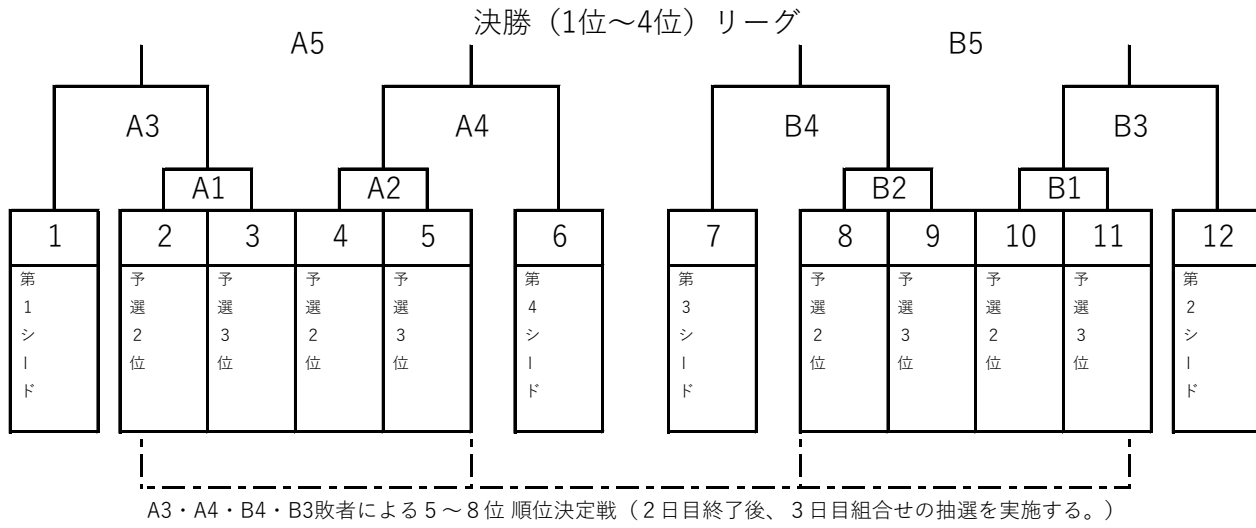 決勝（1位～4位）リーグ
A5
B5
A3
A4
B4
B3
A1
A2
B2
B1
1
2
3
4
5
6
7
8
9
10
11
12
第1シード
予選2位
予選3位
予選2位
予選3位
第4シード
第3シード
予選2位
予選3位
予選2位
予選3位
第2シード
A3・A4・B4・B3敗者による5～8位 順位決定戦（2日目終了後、3日目組合せの抽選を実施する。）